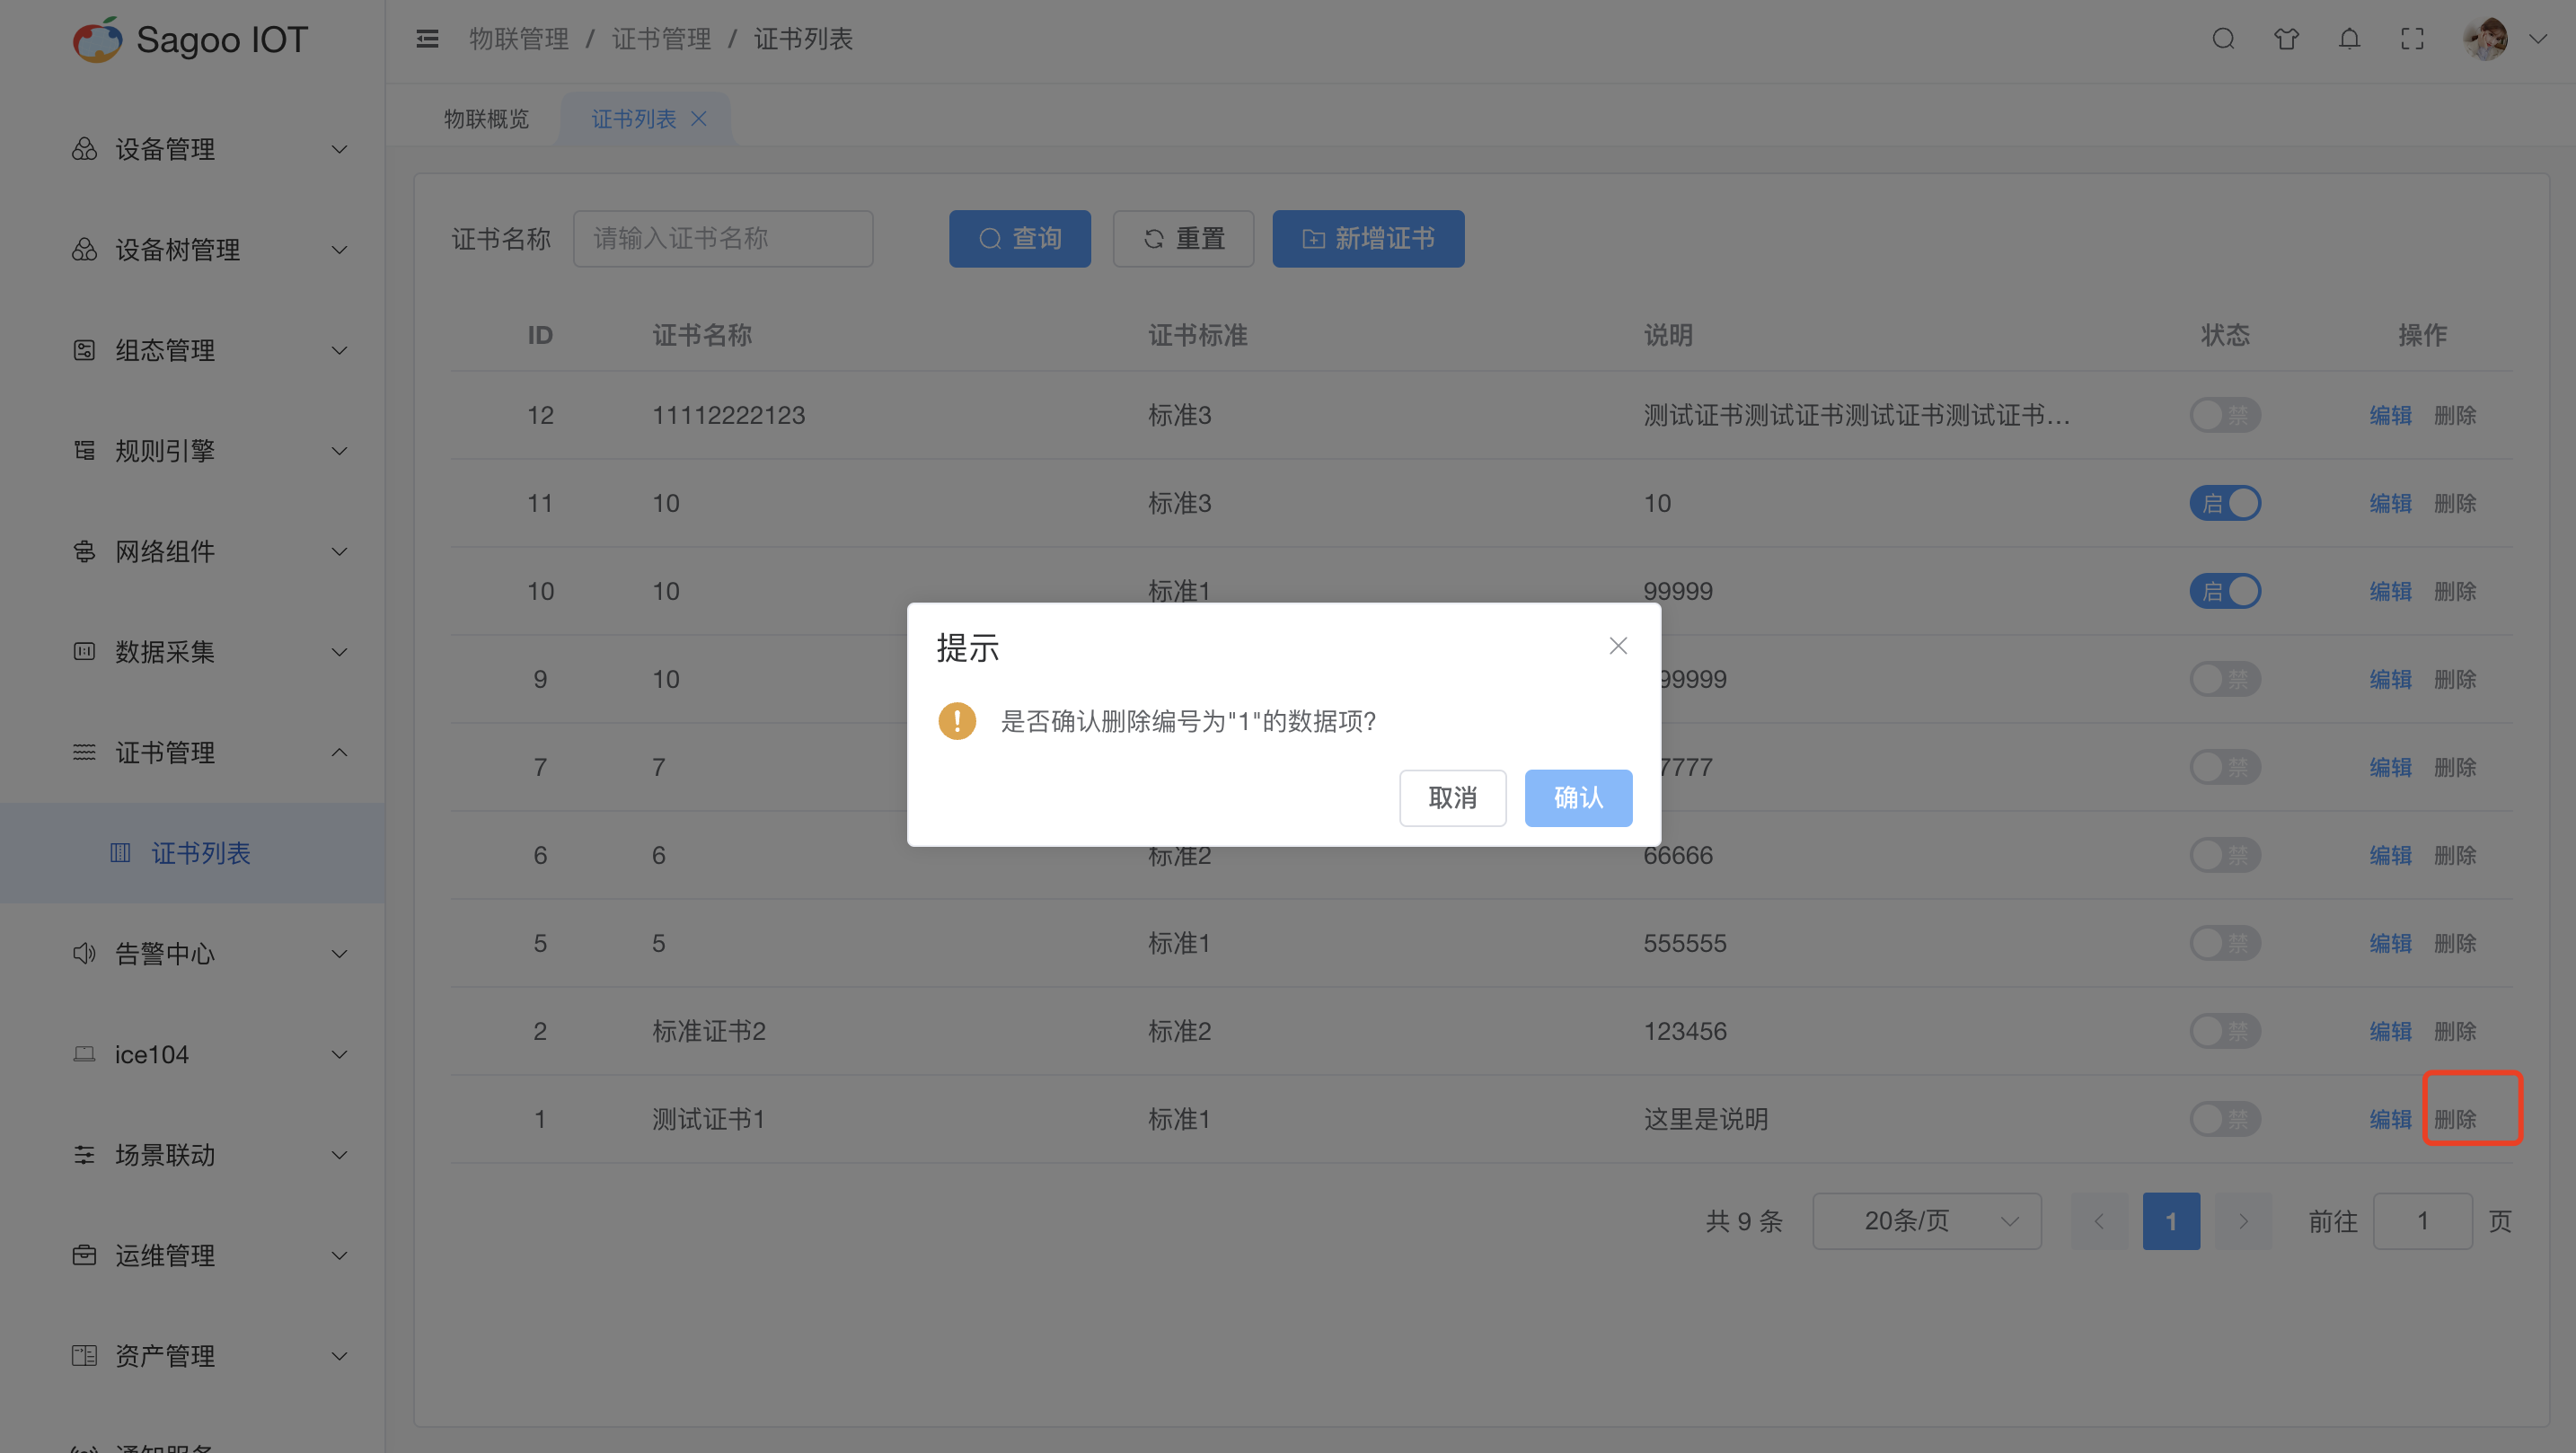 Sagoo IOT
物联管理 / 证书管理 / 证书列表
物联概览
证书列表
设备管理
设备树管理
组态管理
规则引擎
网络组件
数据采集
证书管理
证书列表
告警中心
ice104
场景联动
运维管理
资产管理
证书名称 请输入证书名称 查询 重置 新增证书
ID 证书名称 证书标准 说明 状态 操作
12 11112222123 标准3 测试证书测试证书测试证书测试证书... 禁 编辑 删除
11 10 标准3 10 启 编辑 删除
10 10 标准1 99999 启 编辑 删除
9 10 99999 禁 编辑 删除
7 7 7777 禁 编辑 删除
6 6 标准2 66666 禁 编辑 删除
5 5 标准1 555555 禁 编辑 删除
2 标准证书2 标准2 123456 禁 编辑 删除
1 测试证书1 标准1 这里是说明 禁 编辑 删除
共 9 条 20条/页 1 前往 1 页
提示
是否确认删除编号为"1"的数据项?
取消 确认